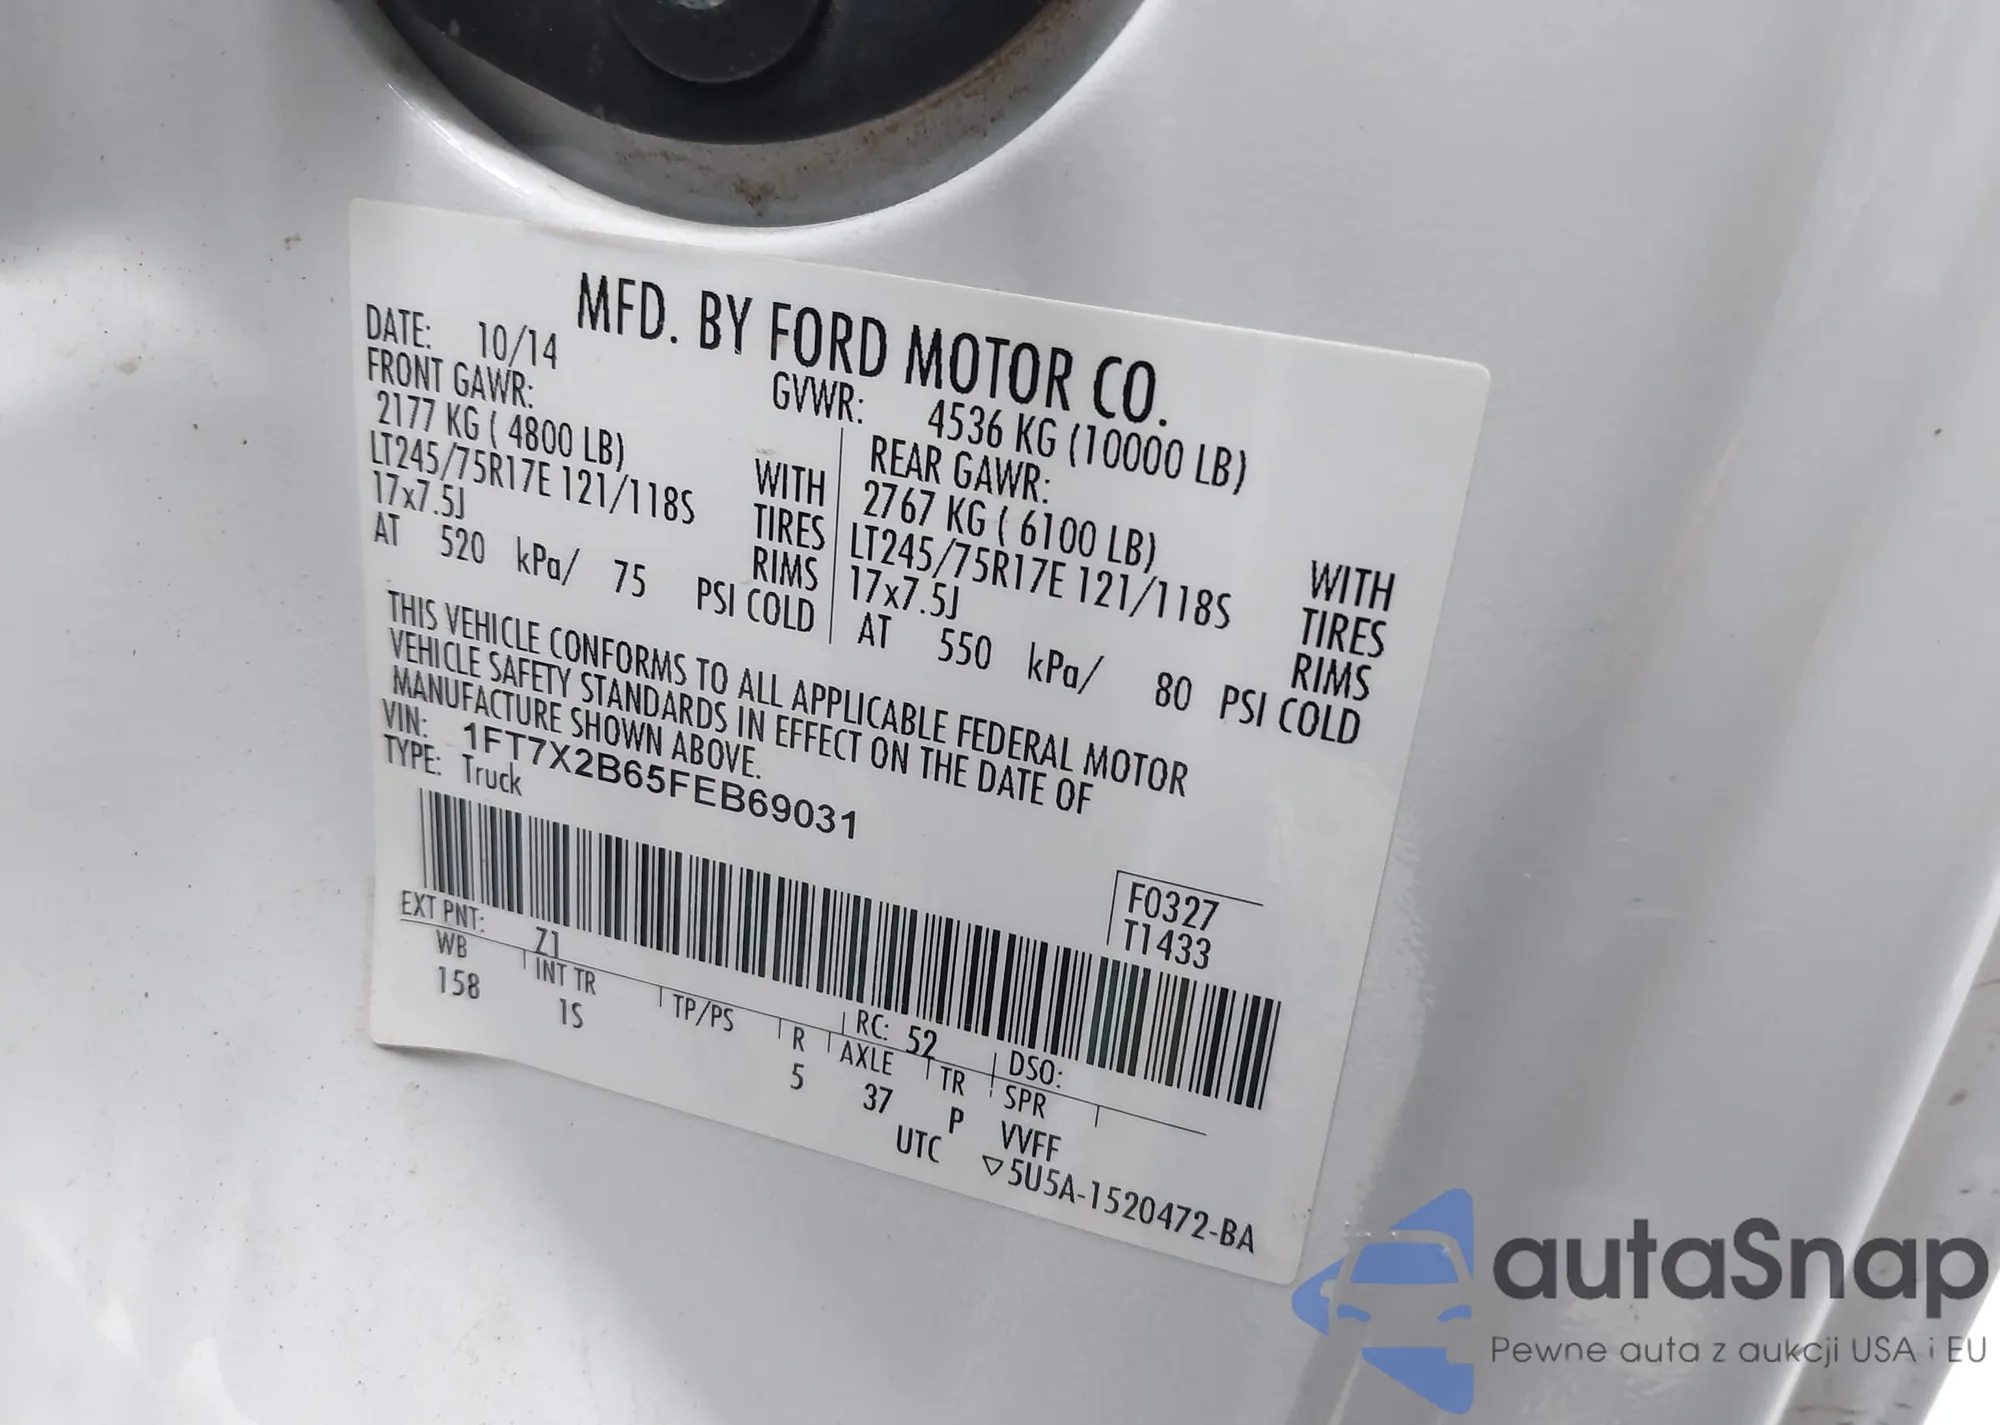 MFD. BY FORD MOTOR CO.
DATE: 10/14
GVWR: 4536 KG (10000 LB)
FRONT GAWR:
2177 KG ( 4800 LB) WITH
LT245/75R17E 121/118S TIRES
17x7.5J RIMS
AT 520 kPa/ 75 PSI COLD
REAR GAWR:
2767 KG ( 6100 LB) WITH
LT245/75R17E 121/118S TIRES
17x7.5J RIMS
AT 550 kPa/ 80 PSI COLD
THIS VEHICLE CONFORMS TO ALL APPLICABLE FEDERAL MOTOR
VEHICLE SAFETY STANDARDS IN EFFECT ON THE DATE OF
MANUFACTURE SHOWN ABOVE.
VIN: 1FT7X2B65FEB69031
TYPE: Truck
F0327
T1433
EXT PNT: Z1 RC: 52 DSO:
WB INT TR TP/PS R AXLE TR SPR
158 1S 5 37 P VVFF
UTC ▽5U5A-1520472-BA
autaSnap
Pewne auta z aukcji USA i EU